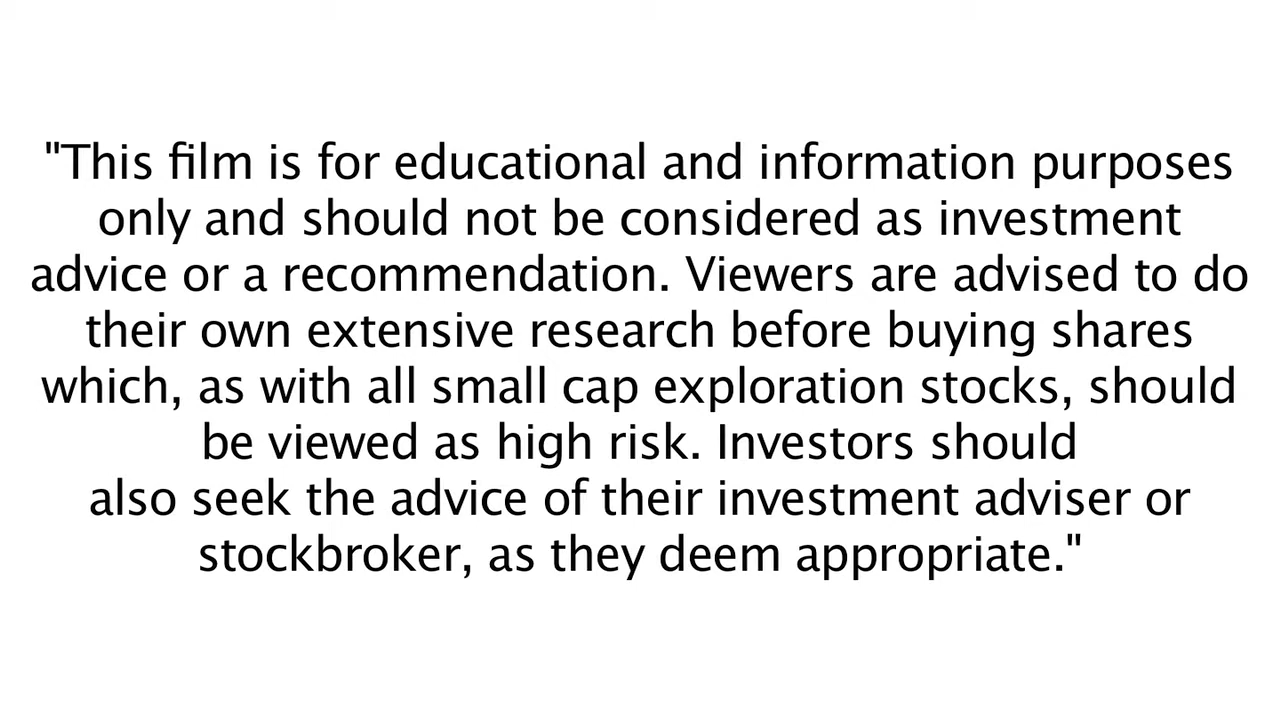 "This film is for educational and information purposes
only and should not be considered as investment
advice or a recommendation. Viewers are advised to do
their own extensive research before buying shares
which, as with all small cap exploration stocks, should
be viewed as high risk. Investors should
also seek the advice of their investment adviser or
stockbroker, as they deem appropriate."